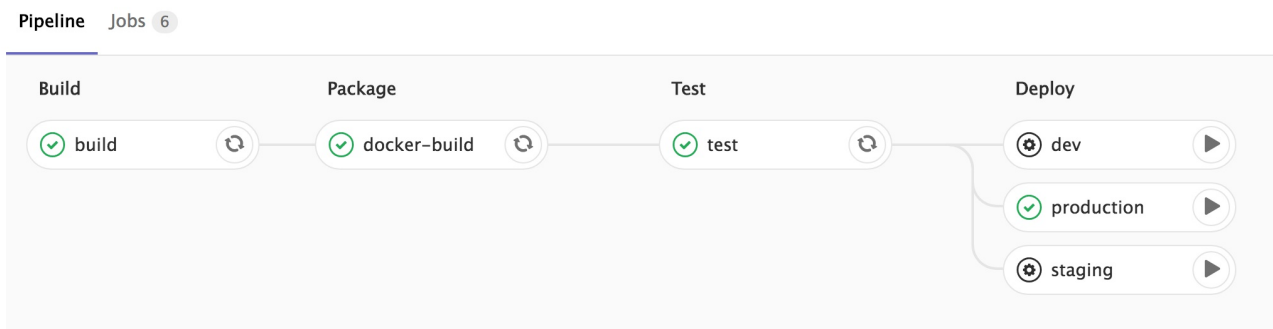 Pipeline Jobs 6
Build Package Test Deploy
build docker-build test dev
production
staging